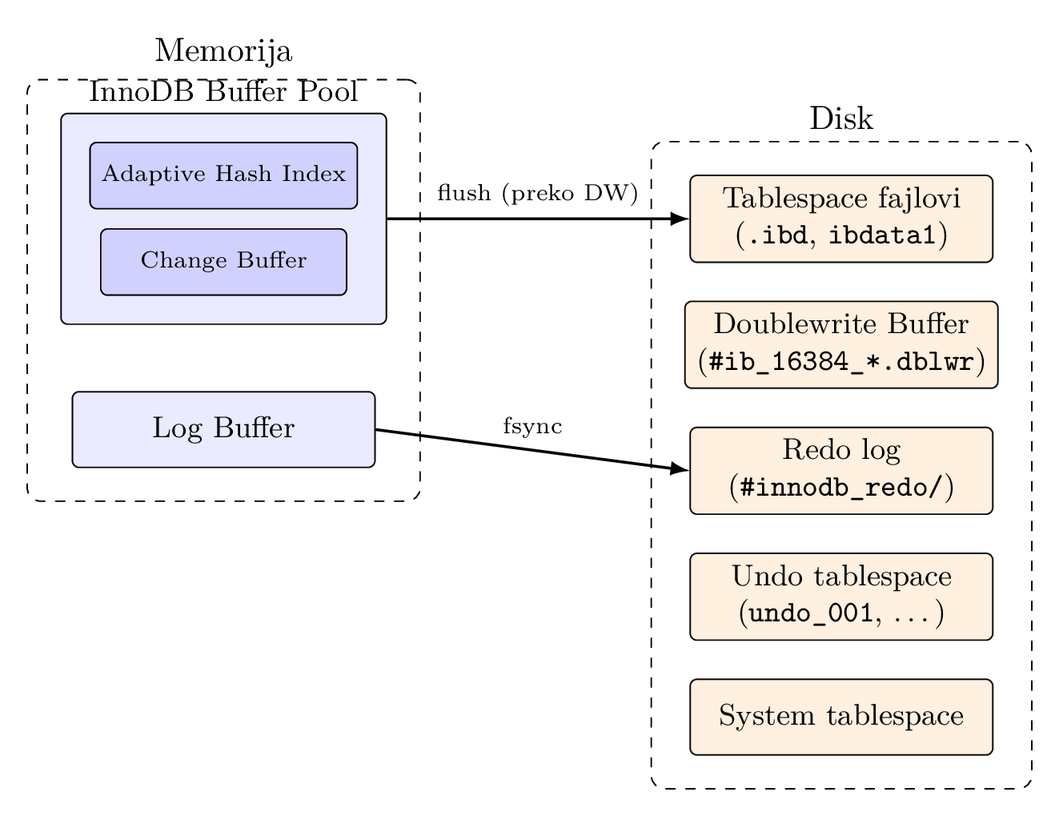 Memorija
InnoDB Buffer Pool
Adaptive Hash Index
Change Buffer
Log Buffer
flush (preko DW)
fsync
Disk
Tablespace fajlovi
(.ibd, ibdata1)
Doublewrite Buffer
(#ib_16384_*.dblwr)
Redo log
(#innodb_redo/)
Undo tablespace
(undo_001, ...)
System tablespace